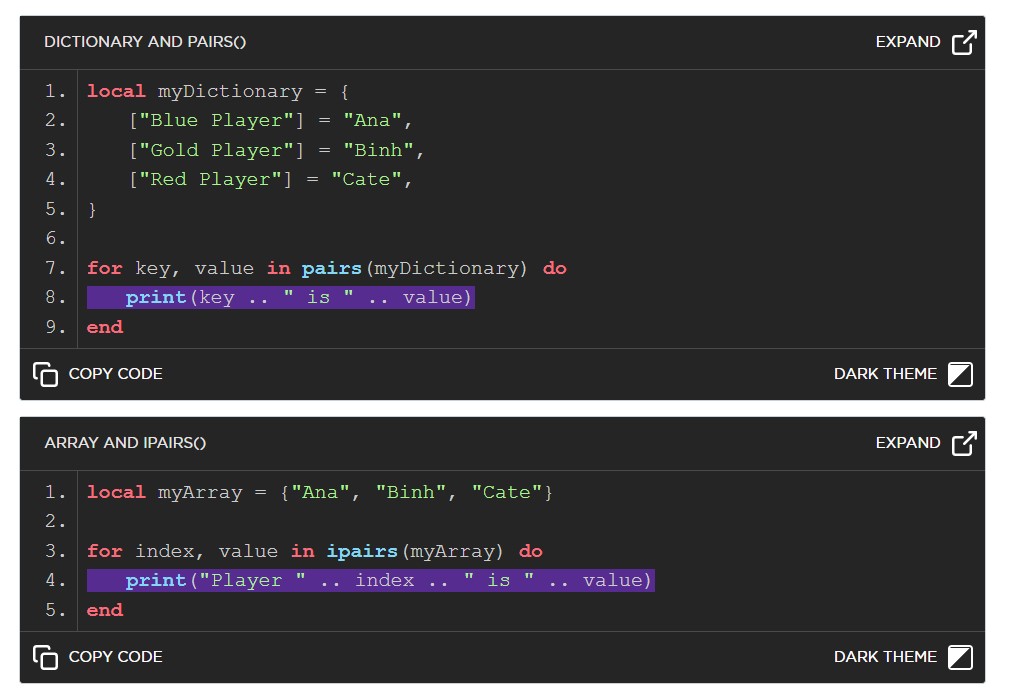 DICTIONARY AND PAIRS() EXPAND
1. local myDictionary = {
2.     ["Blue Player"] = "Ana",
3.     ["Gold Player"] = "Binh",
4.     ["Red Player"] = "Cate",
5. }
6.
7. for key, value in pairs(myDictionary) do
8.     print(key .. " is " .. value)
9. end
COPY CODE DARK THEME
ARRAY AND IPAIRS() EXPAND
1. local myArray = {"Ana", "Binh", "Cate"}
2.
3. for index, value in ipairs(myArray) do
4.     print("Player " .. index .. " is " .. value)
5. end
COPY CODE DARK THEME